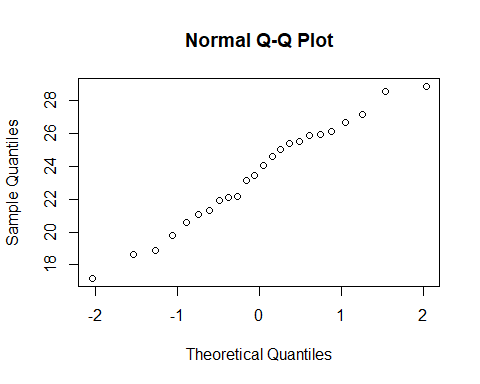 Normal Q-Q Plot
Sample Quantiles
28
26
24
22
20
18
-2 -1 0 1 2
Theoretical Quantiles